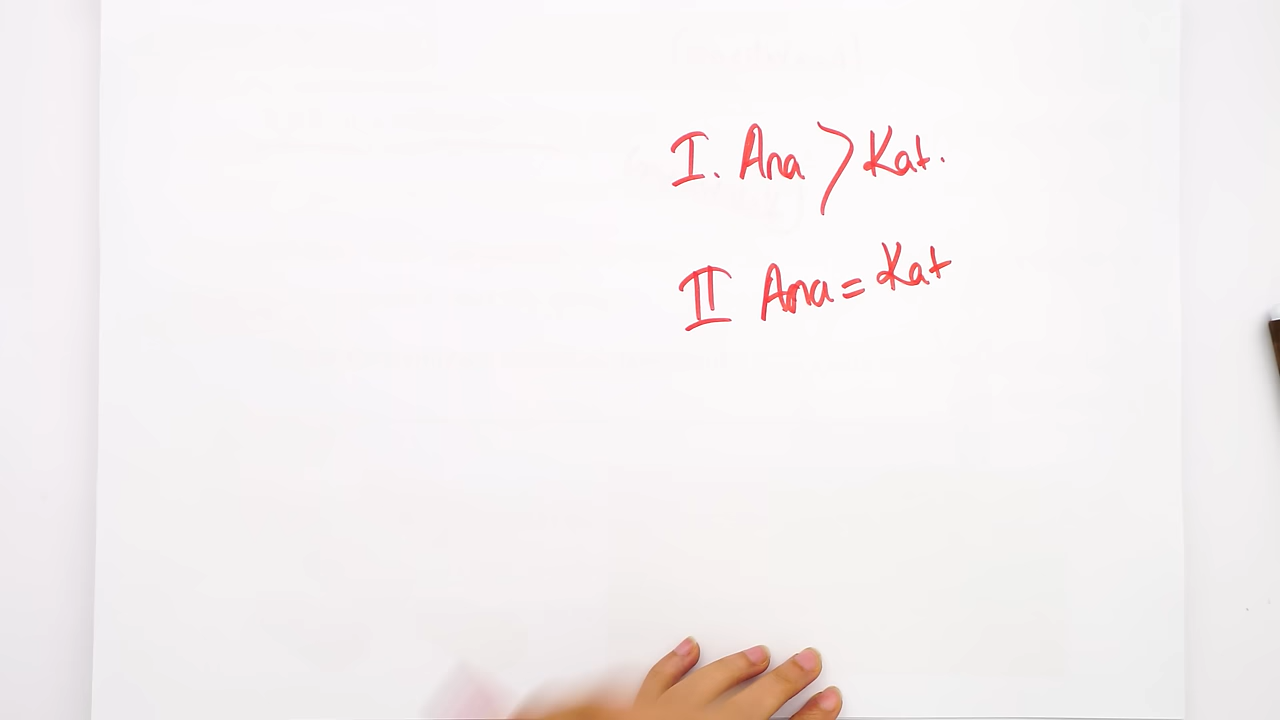 I. Ana > Kat.
II Ana = Kat